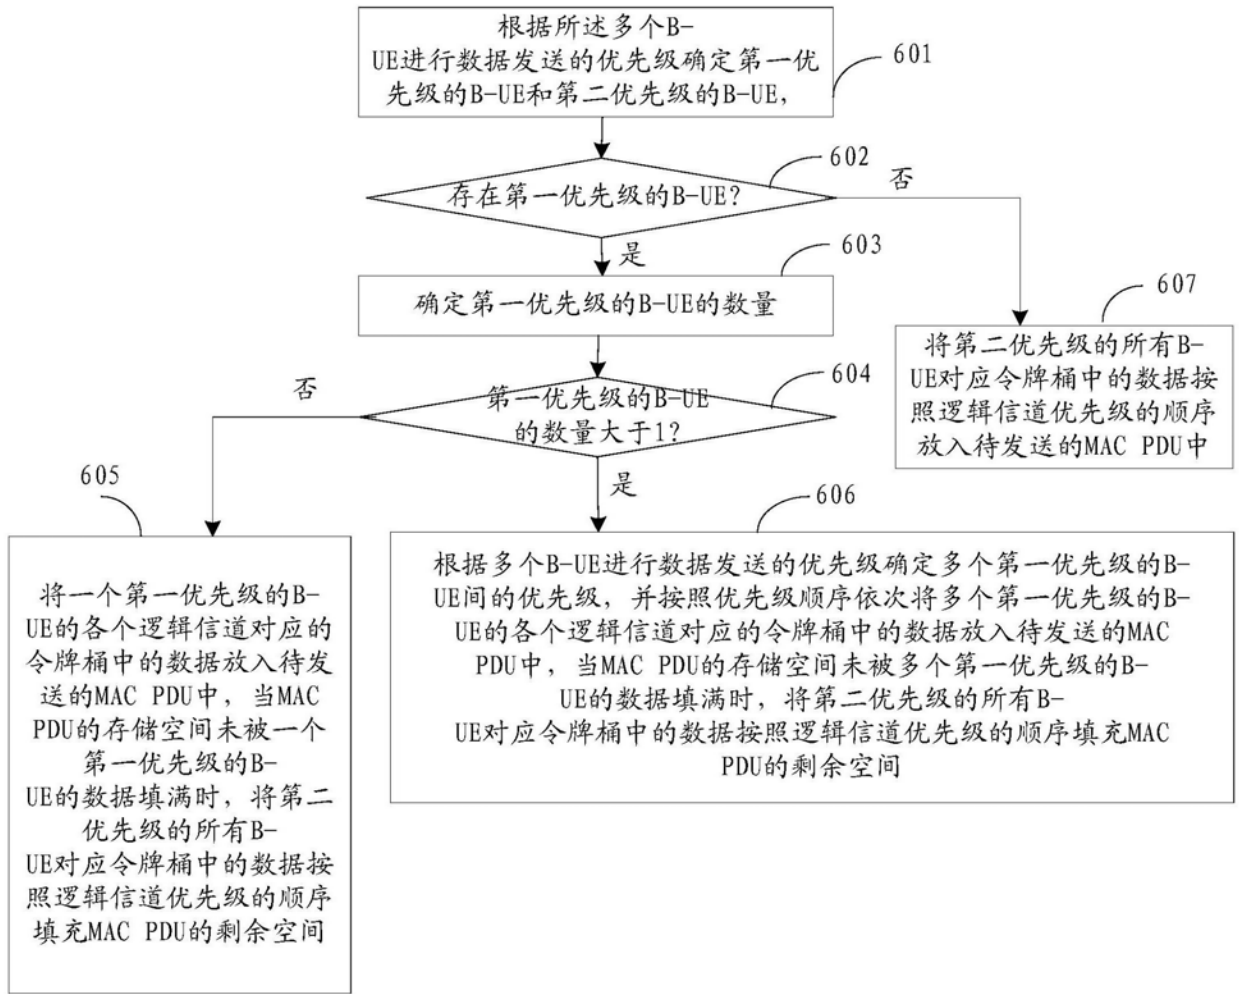 根据所述多个B-
UE进行数据发送的优先级确定第一优
先级的B-UE和第二优先级的B-UE，
601
602
存在第一优先级的B-UE?
否
是
603
确定第一优先级的B-UE的数量
607
将第二优先级的所有B-
UE对应令牌桶中的数据按
照逻辑信道优先级的顺序
放入待发送的MAC PDU中
604
第一优先级的B-UE
的数量大于1?
否
是
605
将一个第一优先级的B-
UE的各个逻辑信道对应的
令牌桶中的数据放入待发
送的MAC PDU中，当MAC
PDU的存储空间未被一个
第一优先级的B-
UE的数据填满时，将第二
优先级的所有B-
UE对应令牌桶中的数据按
照逻辑信道优先级的顺序
填充MAC PDU的剩余空间
606
根据多个B-UE进行数据发送的优先级确定多个第一优先级的B-
UE间的优先级，并按照优先级顺序依次将多个第一优先级的B-
UE的各个逻辑信道对应的令牌桶中的数据放入待发送的MAC
PDU中，当MAC PDU的存储空间未被多个第一优先级的B-
UE的数据填满时，将第二优先级的所有B-
UE对应令牌桶中的数据按照逻辑信道优先级的顺序填充MAC
PDU的剩余空间